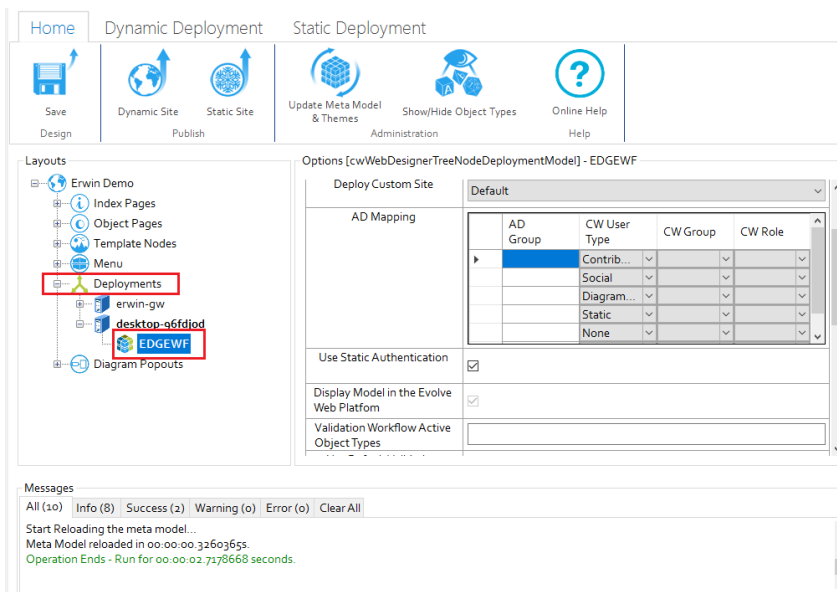 Home
Dynamic Deployment
Static Deployment
Save
Dynamic Site
Static Site
Update Meta Model
& Themes
Show/Hide Object Types
Online Help
Design
Publish
Administration
Help
Layouts
Erwin Demo
Index Pages
Object Pages
Template Nodes
Menu
Deployments
erwin-gw
desktop-q6fdjod
EDGEWF
Diagram Popouts
Options [cwWebDesignerTreeNodeDeploymentModel] - EDGEWF
Deploy Custom Site
Default
AD Mapping
AD
Group
CW User
Type
CW Group
CW Role
Contrib...
Social
Diagram...
Static
None
Use Static Authentication
Display Model in the Evolve
Web Platfom
Validation Workflow Active
Object Types
Messages
All (10)
Info (8)
Success (2)
Warning (0)
Error (0)
Clear All
Start Reloading the meta model...
Meta Model reloaded in 00:00:00.3260365s.
Operation Ends - Run for 00:00:02.7178668 seconds.